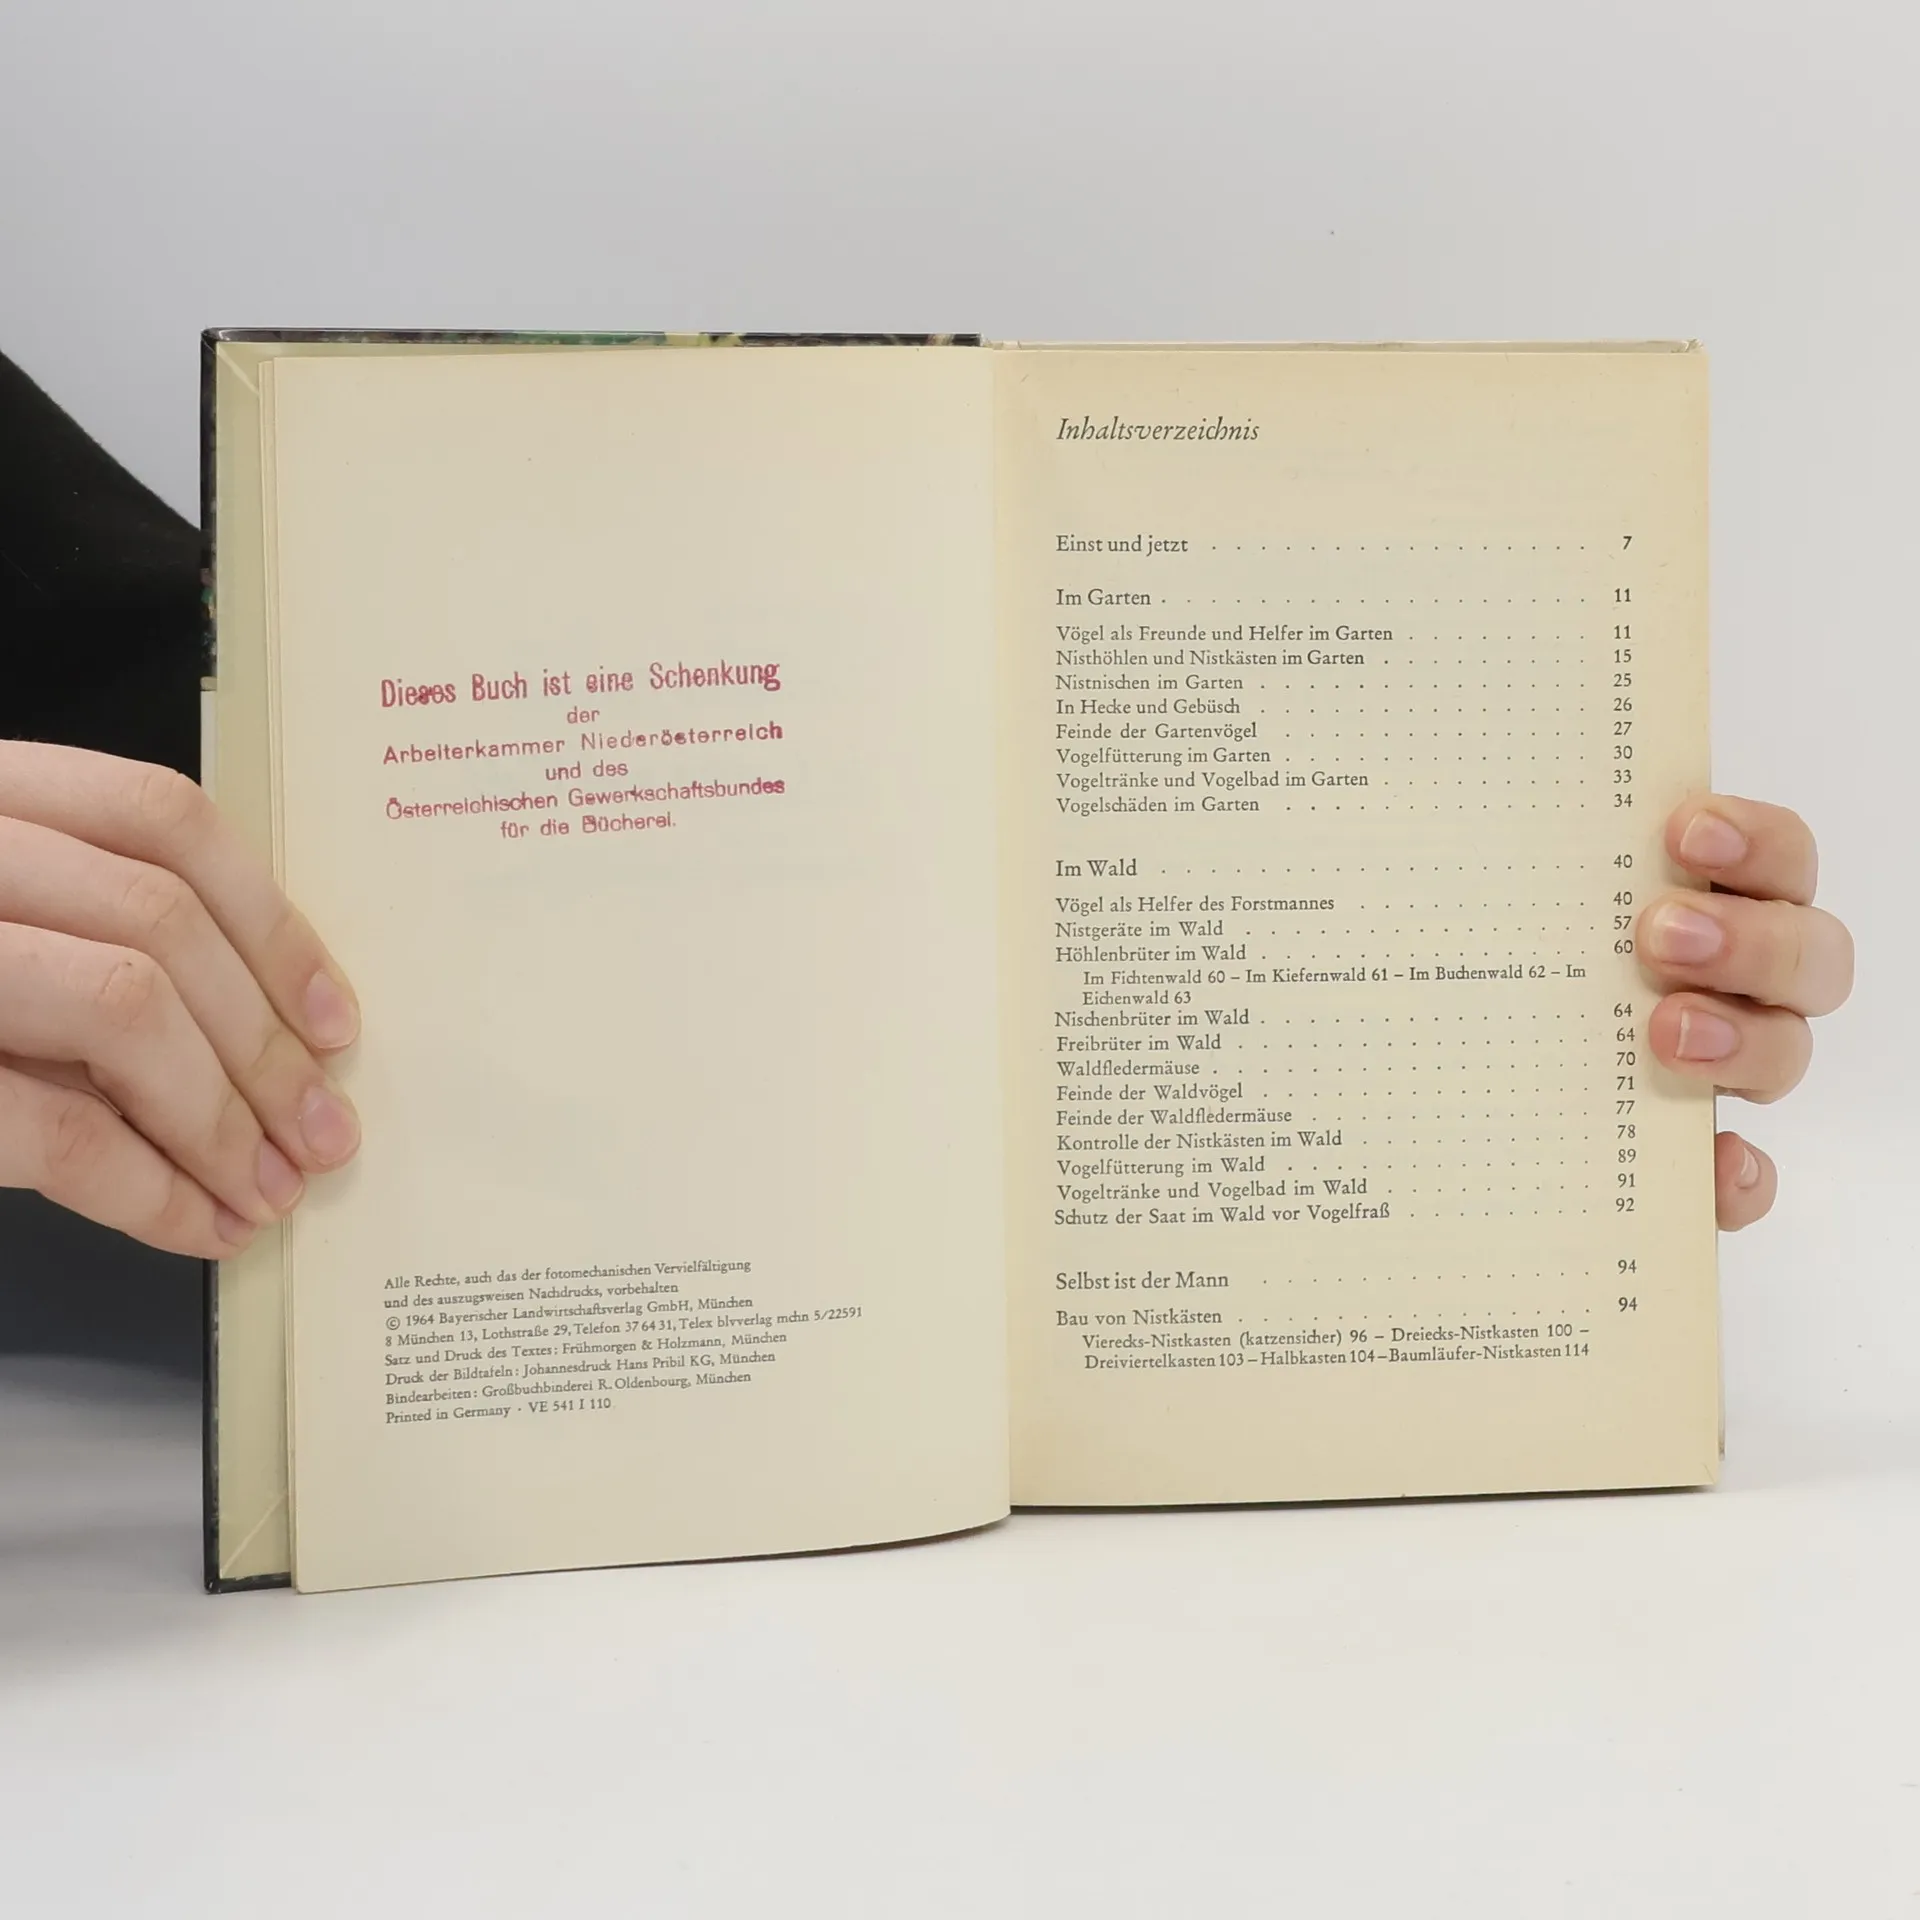 Dieses Buch ist eine Schenkung
der
Arbeiterkammer Niederösterreich
und des
Österreichischen Gewerkschaftsbundes
für die Bücherei.
Alle Rechte, auch das der fotomechanischen Vervielfältigung
und des auszugsweisen Nachdrucks, vorbehalten
© 1964 Bayerischer Landwirtschaftsverlag GmbH, München
8 München 13, Lothstraße 29, Telefon 37 64 31, Telex blvverlag mchn 5/22591
Satz und Druck des Textes: Frühmorgen & Holzmann, München
Druck der Bildtafeln: Johannesdruck Hans Pribil KG, München
Bindearbeiten: Großbuchbinderei R. Oldenbourg, München
Printed in Germany · VE 541 I 110
Inhaltsverzeichnis
Einst und jetzt . . . . . . . . . . . . . . . . 7
Im Garten . . . . . . . . . . . . . . . . . . 11
Vögel als Freunde und Helfer im Garten . . . . . . . . 11
Nisthöhlen und Nistkästen im Garten . . . . . . . . . 15
Nistnischen im Garten . . . . . . . . . . . . . . 25
In Hecke und Gebüsch . . . . . . . . . . . . . . 26
Feinde der Gartenvögel . . . . . . . . . . . . . 27
Vogelfütterung im Garten . . . . . . . . . . . . . 30
Vogeltränke und Vogelbad im Garten . . . . . . . . . 33
Vogelschäden im Garten . . . . . . . . . . . . . 34
Im Wald . . . . . . . . . . . . . . . . . . 40
Vögel als Helfer des Forstmannes . . . . . . . . . . 40
Nistgeräte im Wald . . . . . . . . . . . . . . . 57
Höhlenbrüter im Wald . . . . . . . . . . . . . . 60
Im Fichtenwald 60 – Im Kiefernwald 61 – Im Buchenwald 62 – Im
Eichenwald 63
Nischenbrüter im Wald . . . . . . . . . . . . . . 64
Freibrüter im Wald . . . . . . . . . . . . . . . 64
Waldfledermäuse . . . . . . . . . . . . . . . . 70
Feinde der Waldvögel . . . . . . . . . . . . . . 71
Feinde der Waldfledermäuse . . . . . . . . . . . . 77
Kontrolle der Nistkästen im Wald . . . . . . . . . . 78
Vogelfütterung im Wald . . . . . . . . . . . . . 89
Vogeltränke und Vogelbad im Wald . . . . . . . . . 91
Schutz der Saat im Wald vor Vogelfraß . . . . . . . . 92
Selbst ist der Mann . . . . . . . . . . . . . . 94
Bau von Nistkästen . . . . . . . . . . . . . . . 94
Vierecks-Nistkasten (katzensicher) 96 – Dreiecks-Nistkasten 100 –
Dreiviertelkasten 103 – Halbkasten 104 – Baumläufer-Nistkasten 114